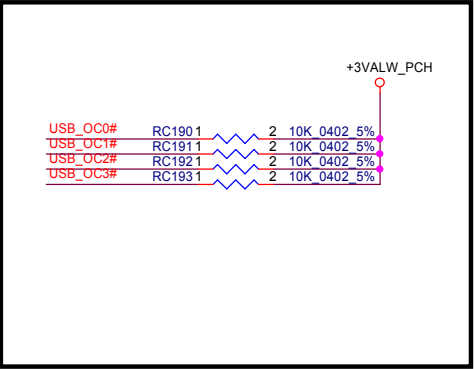 +3VALW_PCH
USB_OC0# RC190 1 2 10K_0402_5%
USB_OC1# RC191 1 2 10K_0402_5%
USB_OC2# RC192 1 2 10K_0402_5%
USB_OC3# RC193 1 2 10K_0402_5%